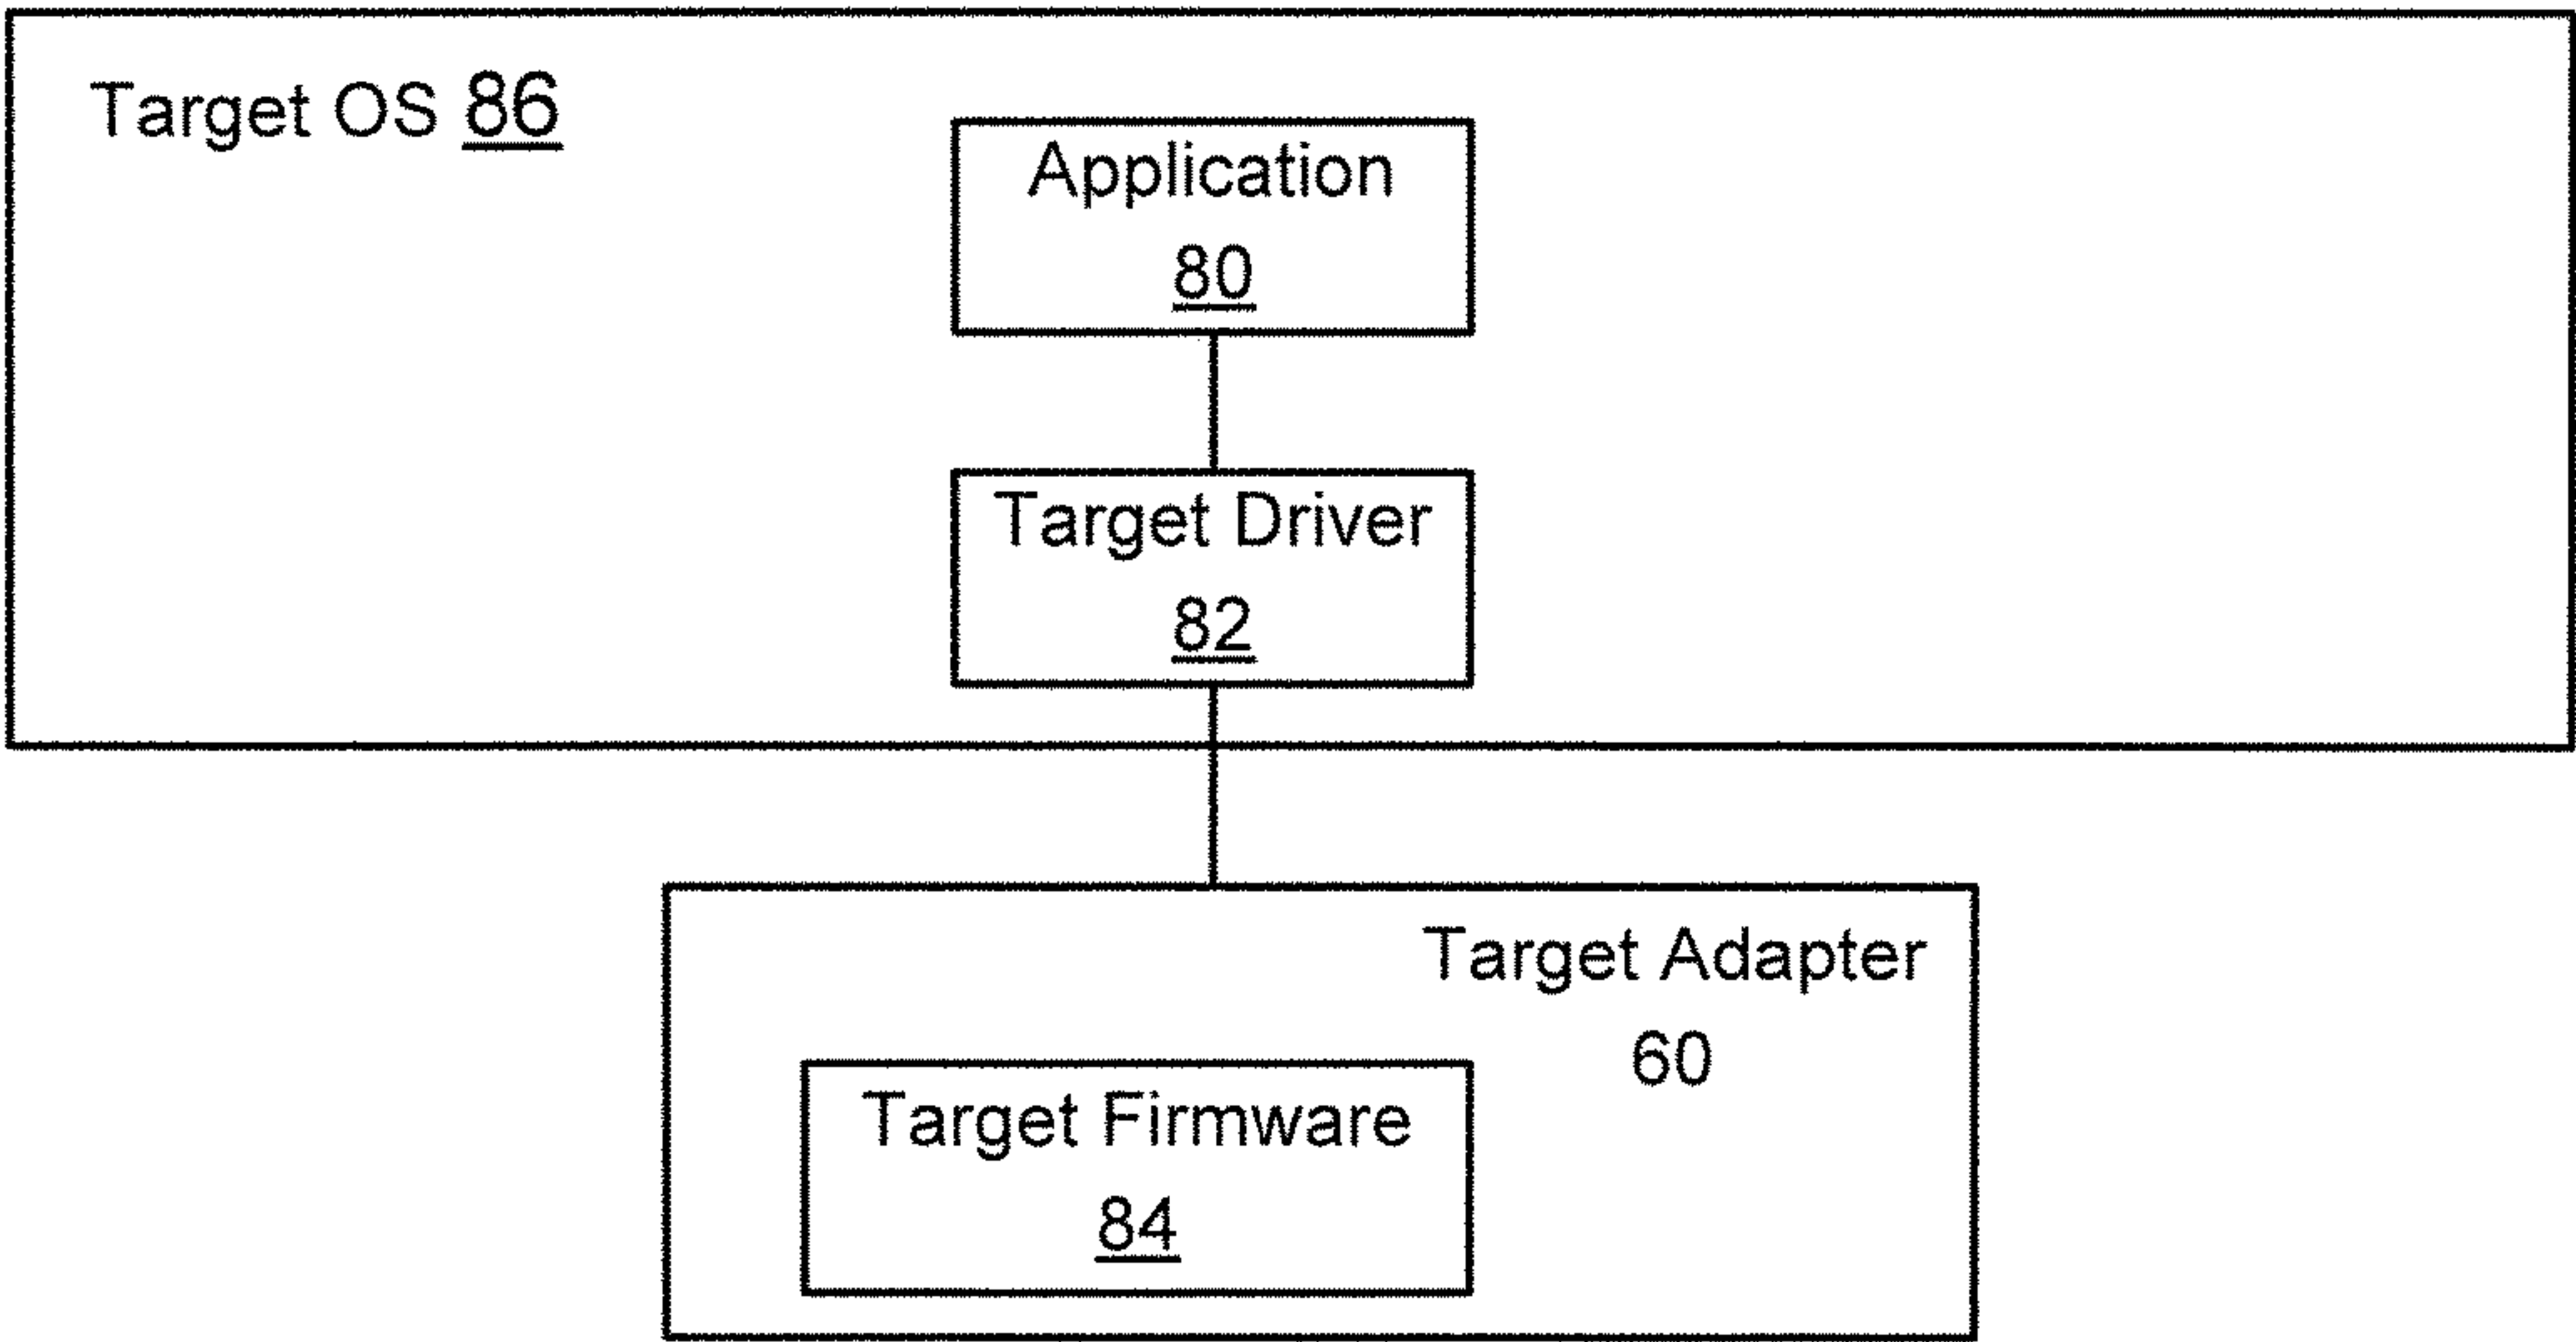 Target OS 86
Application
80
Target Driver
82
Target Adapter
60
Target Firmware
84